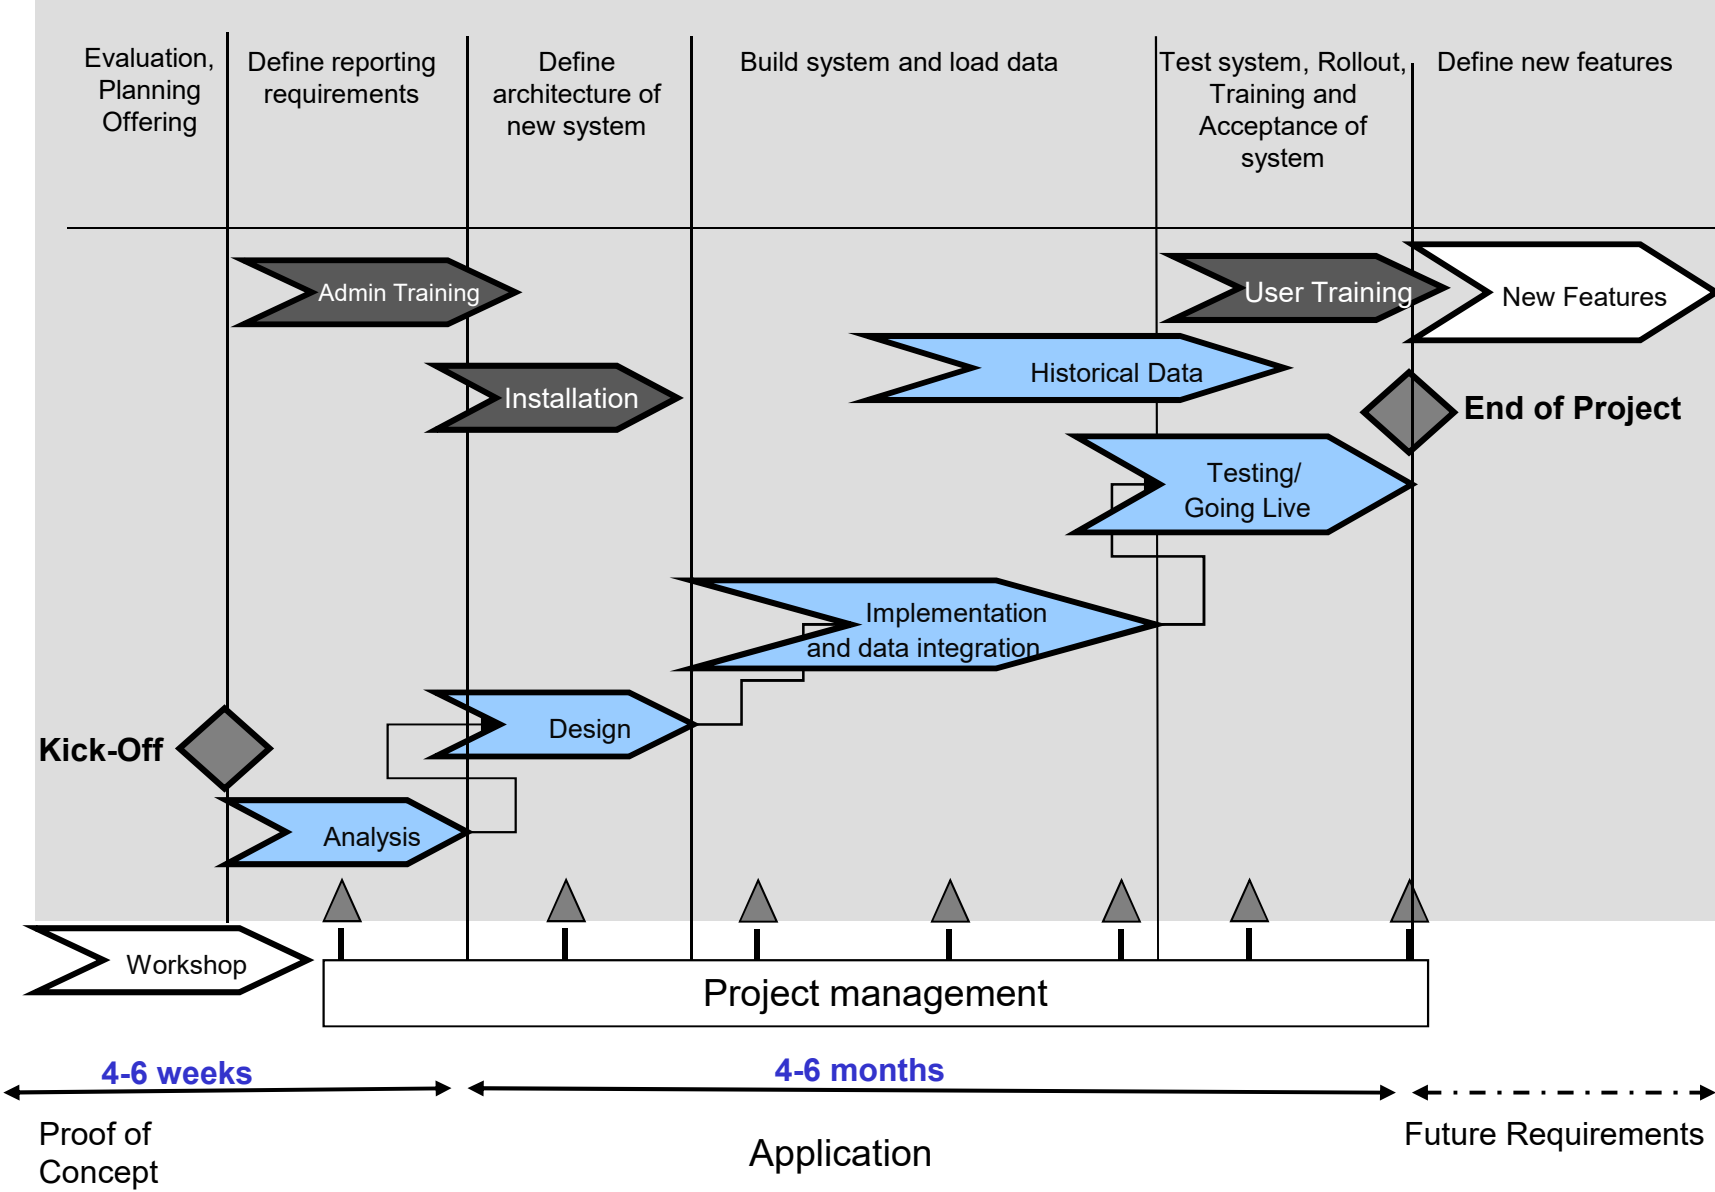 Evaluation,
Planning
Offering
Define reporting
requirements
Define
architecture of
new system
Build system and load data
Test system, Rollout,
Training and
Acceptance of
system
Define new features
Admin Training
User Training
New Features
Historical Data
Installation
End of Project
Testing/
Going Live
Implementation
and data integration
Design
Kick-Off
Analysis
Workshop
Project management
4-6 weeks
4-6 months
Proof of
Concept
Application
Future Requirements